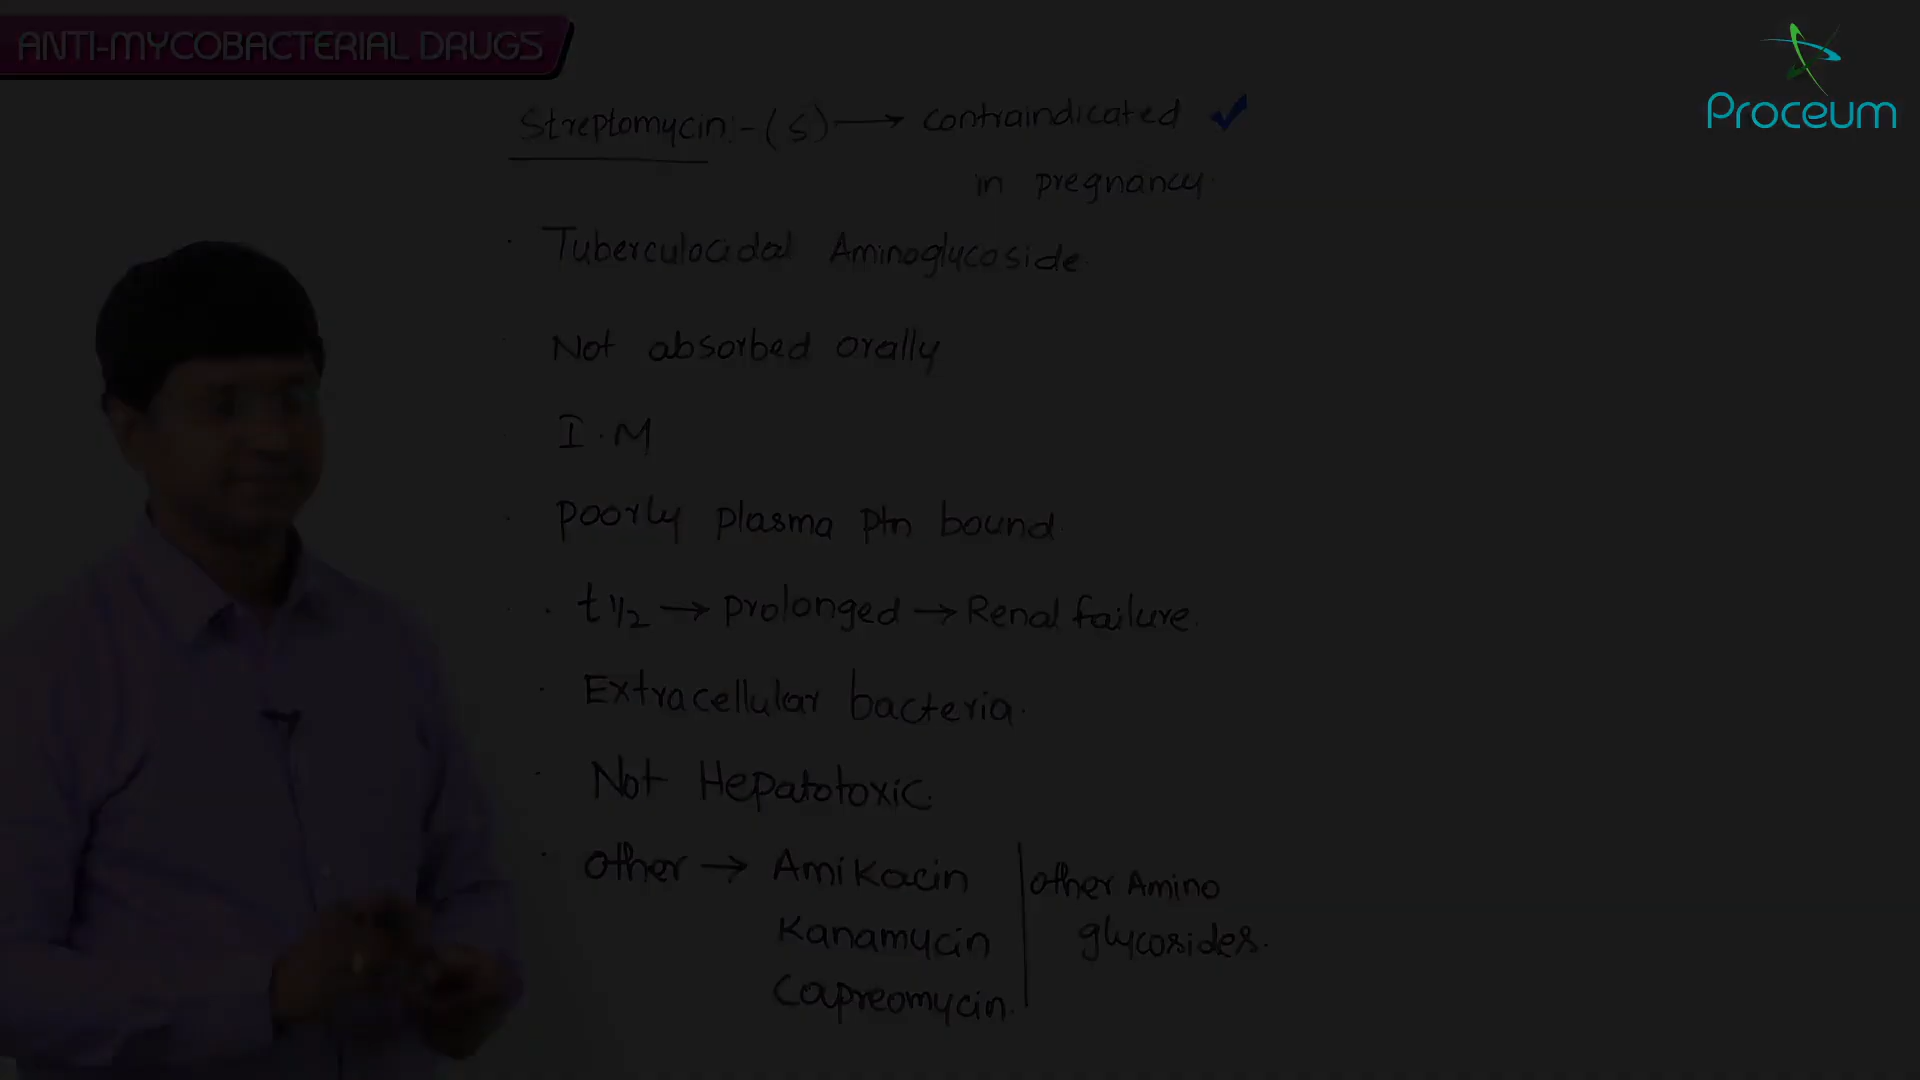 ANTI-MYCOBACTERIAL DRUGS
Proceum
Streptomycin:-(S) → contraindicated ✓
in pregnancy.
· Tuberculocidal Aminoglycoside.
· Not absorbed orally
· I.M
· poorly plasma ptn bound.
· t 1/2 → prolonged → Renal failure.
· Extracellular bacteria.
· Not Hepatotoxic.
· other → Amikacin | other Amino
Kanamycin | glycosides.
Capreomycin.